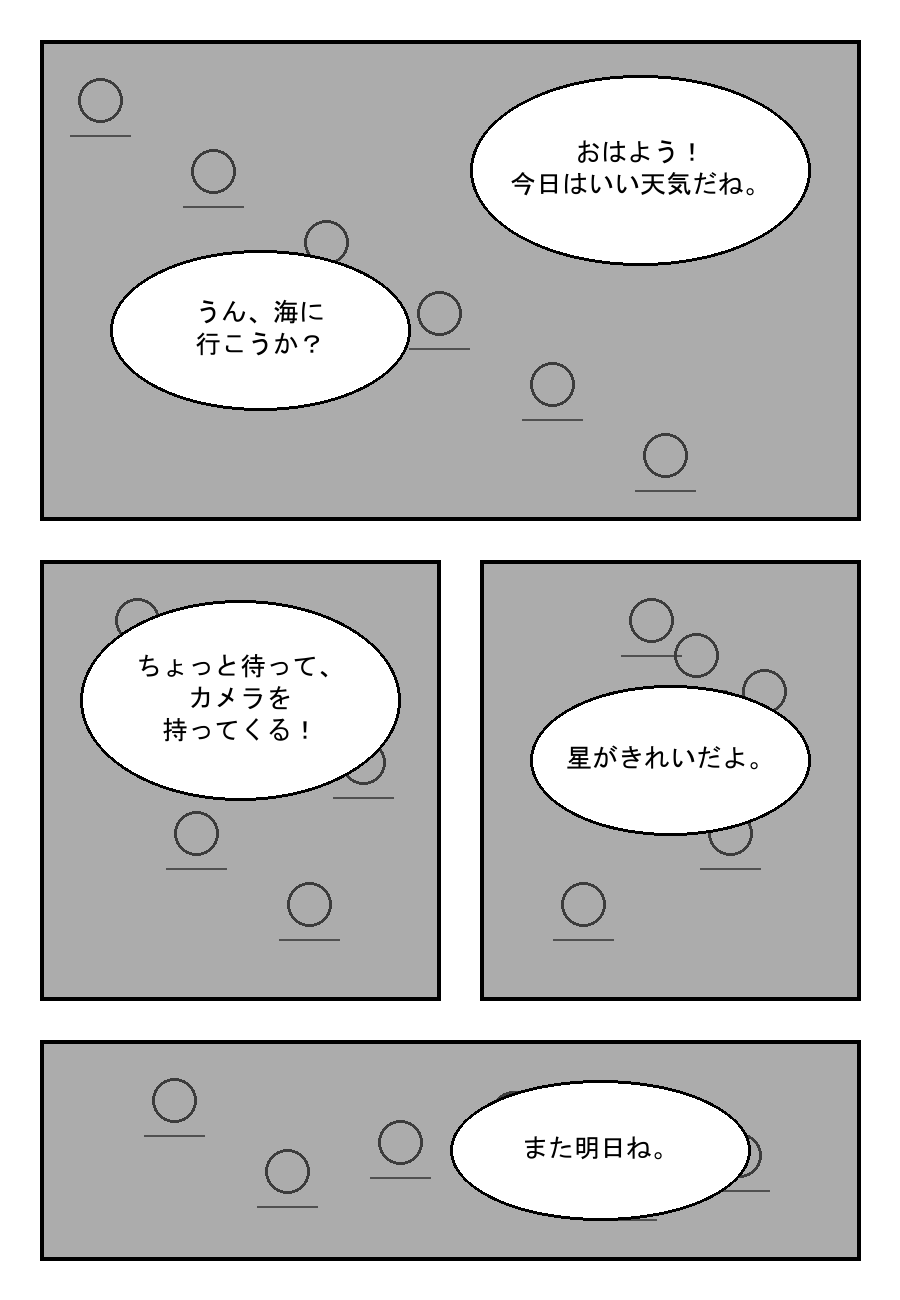 おはよう！
今日はいい天気だね。
うん、海に
行こうか？
星がきれいだよ。
ちょっと待って、
カメラを
持ってくる！
また明日ね。